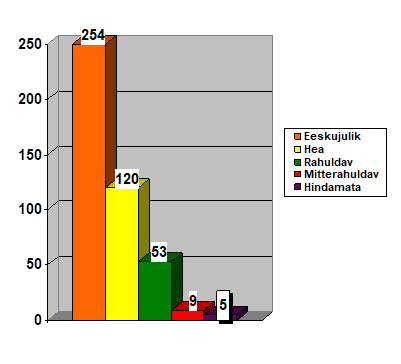 254
250
200
150
120
100
53
50
9
5
0
Eeskujulik
Hea
Rahuldav
Mitterahuldav
Hindamata